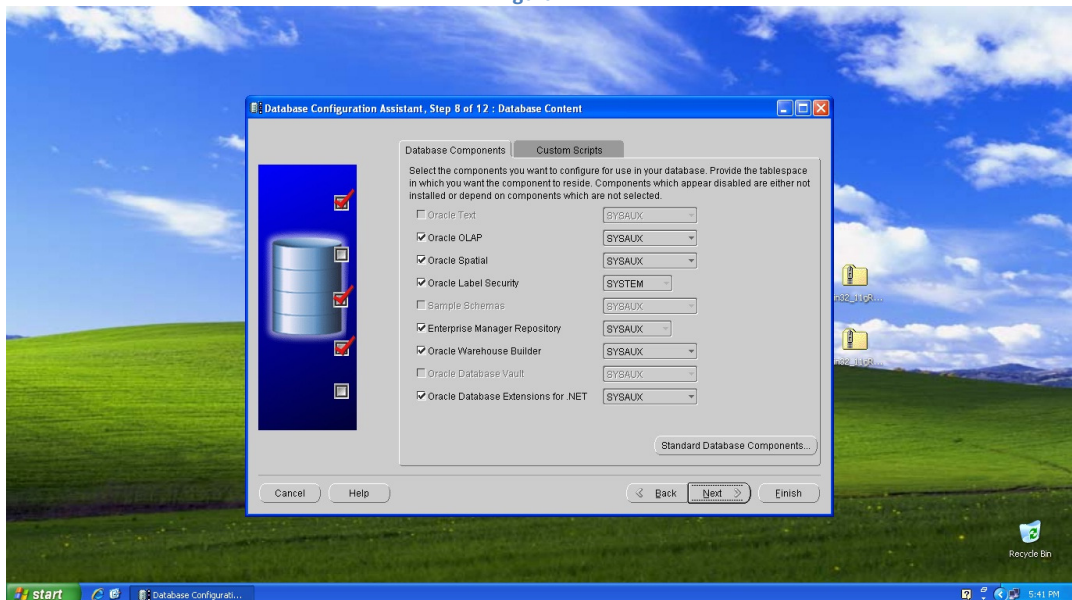 Database Configuration Assistant, Step 8 of 12 : Database Content
Database Components
Custom Scripts
Select the components you want to configure for use in your database. Provide the tablespace
in which you want the component to reside. Components which appear disabled are either not
installed or depend on components which are not selected.
Oracle Text SYSAUX
Oracle OLAP SYSAUX
Oracle Spatial SYSAUX
Oracle Label Security SYSTEM
Sample Schemas SYSAUX
Enterprise Manager Repository SYSAUX
Oracle Warehouse Builder SYSAUX
Oracle Database Vault SYSAUX
Oracle Database Extensions for .NET SYSAUX
Standard Database Components...
Cancel Help Back Next Finish
Recycle Bin
start Database Configurati... 5:41 PM